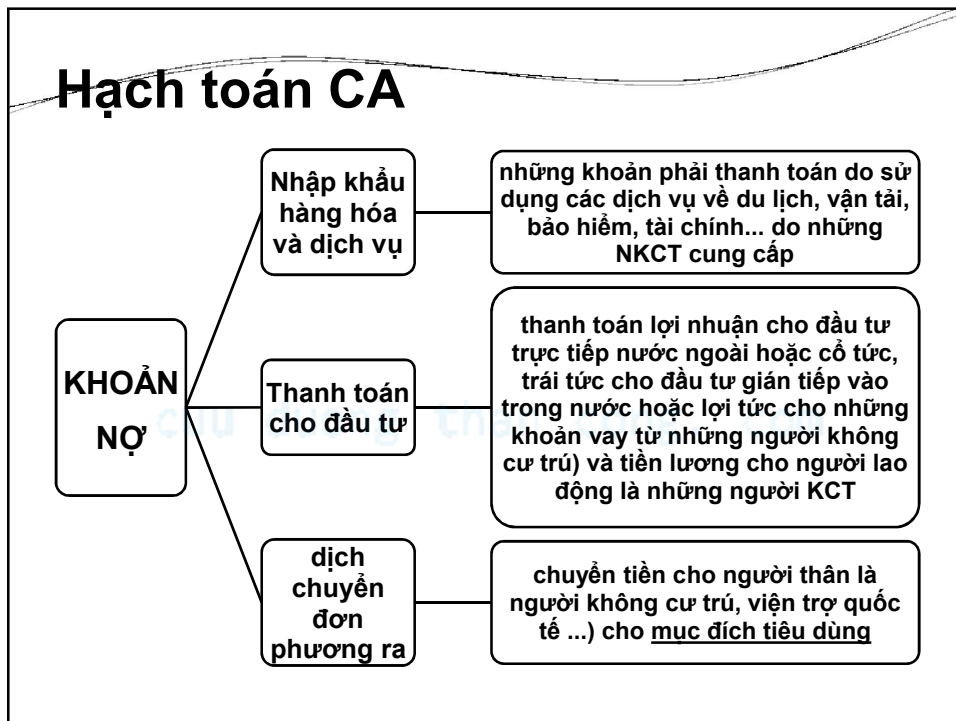 Hạch toán CA
KHOẢN
NỢ
Nhập khẩu
hàng hóa
và dịch vụ
những khoản phải thanh toán do sử
dụng các dịch vụ về du lịch, vận tải,
bảo hiểm, tài chính... do những
NKCT cung cấp
Thanh toán
cho đầu tư
thanh toán lợi nhuận cho đầu tư
trực tiếp nước ngoài hoặc cổ tức,
trái tức cho đầu tư gián tiếp vào
trong nước hoặc lợi tức cho những
khoản vay từ những người không
cư trú) và tiền lương cho người lao
động là những người KCT
dịch
chuyển
đơn
phương ra
chuyển tiền cho người thân là
người không cư trú, viện trợ quốc
tế ...) cho mục đích tiêu dùng
cuu duong than cong . com